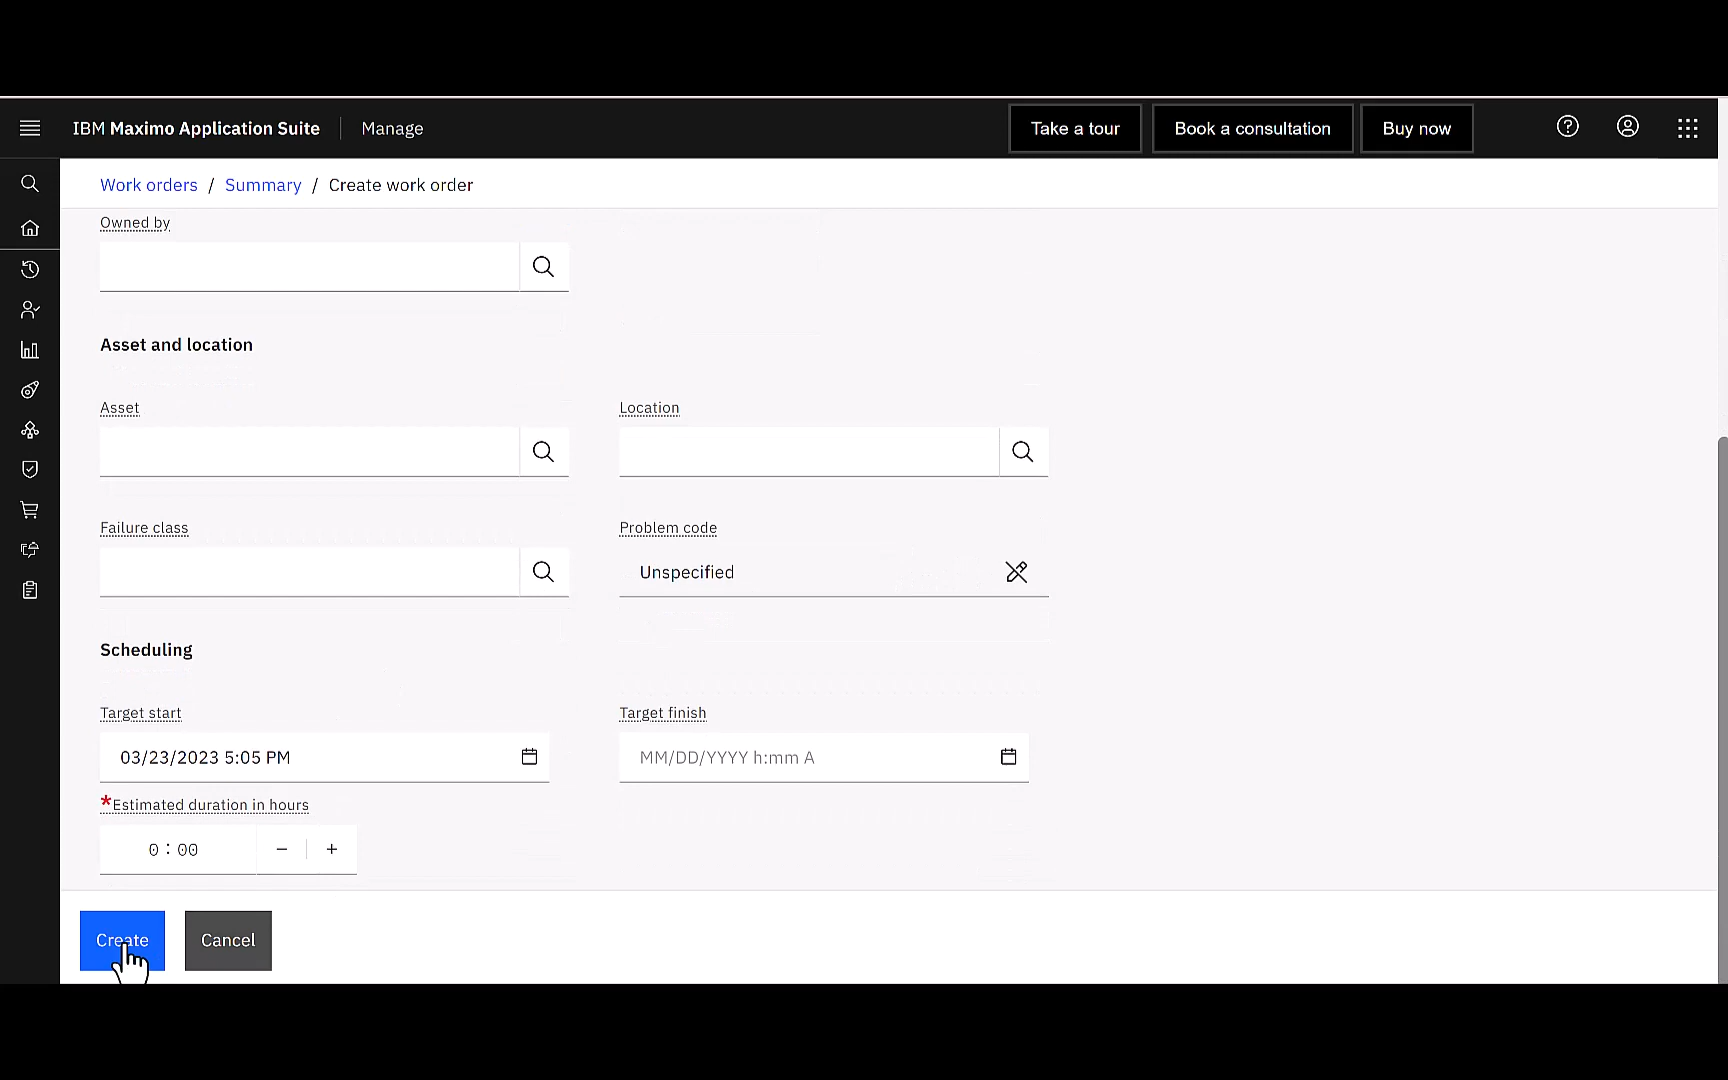 IBM Maximo Application Suite | Manage
Take a tour
Book a consultation
Buy now
Work orders / Summary / Create work order
Owned by
Asset and location
Asset
Location
Failure class
Problem code
Unspecified
Scheduling
Target start
Target finish
03/23/2023 5:05 PM
MM/DD/YYYY h:mm A
*Estimated duration in hours
0 : 00
Create
Cancel